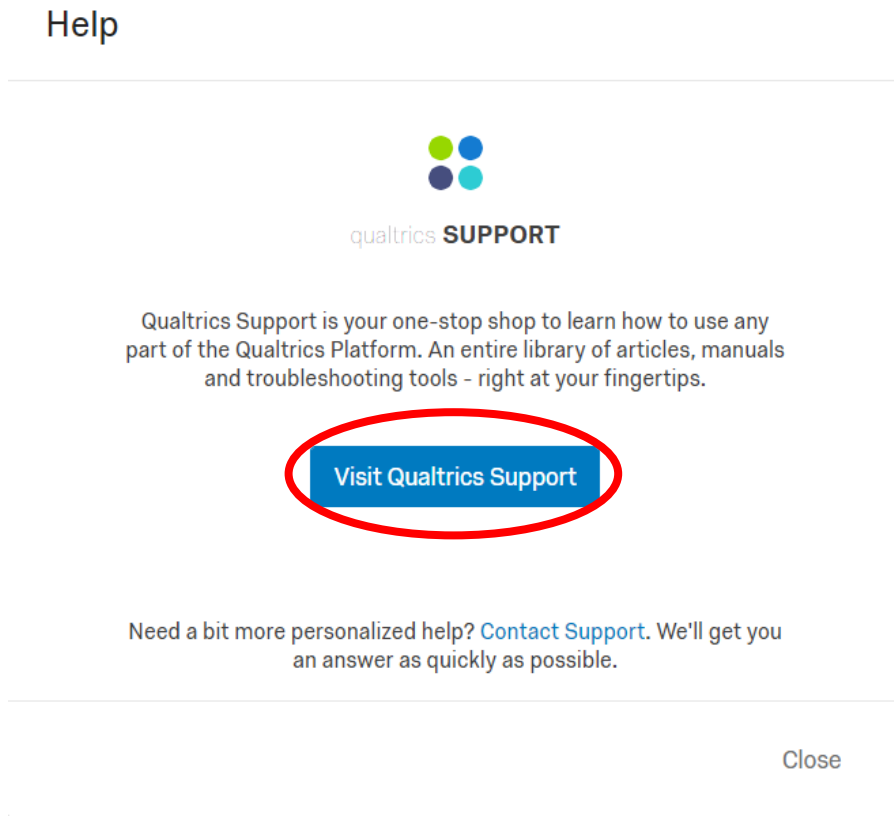 Help
qualtrics SUPPORT
Qualtrics Support is your one-stop shop to learn how to use any
part of the Qualtrics Platform. An entire library of articles, manuals
and troubleshooting tools - right at your fingertips.
Visit Qualtrics Support
Need a bit more personalized help? Contact Support. We'll get you
an answer as quickly as possible.
Close